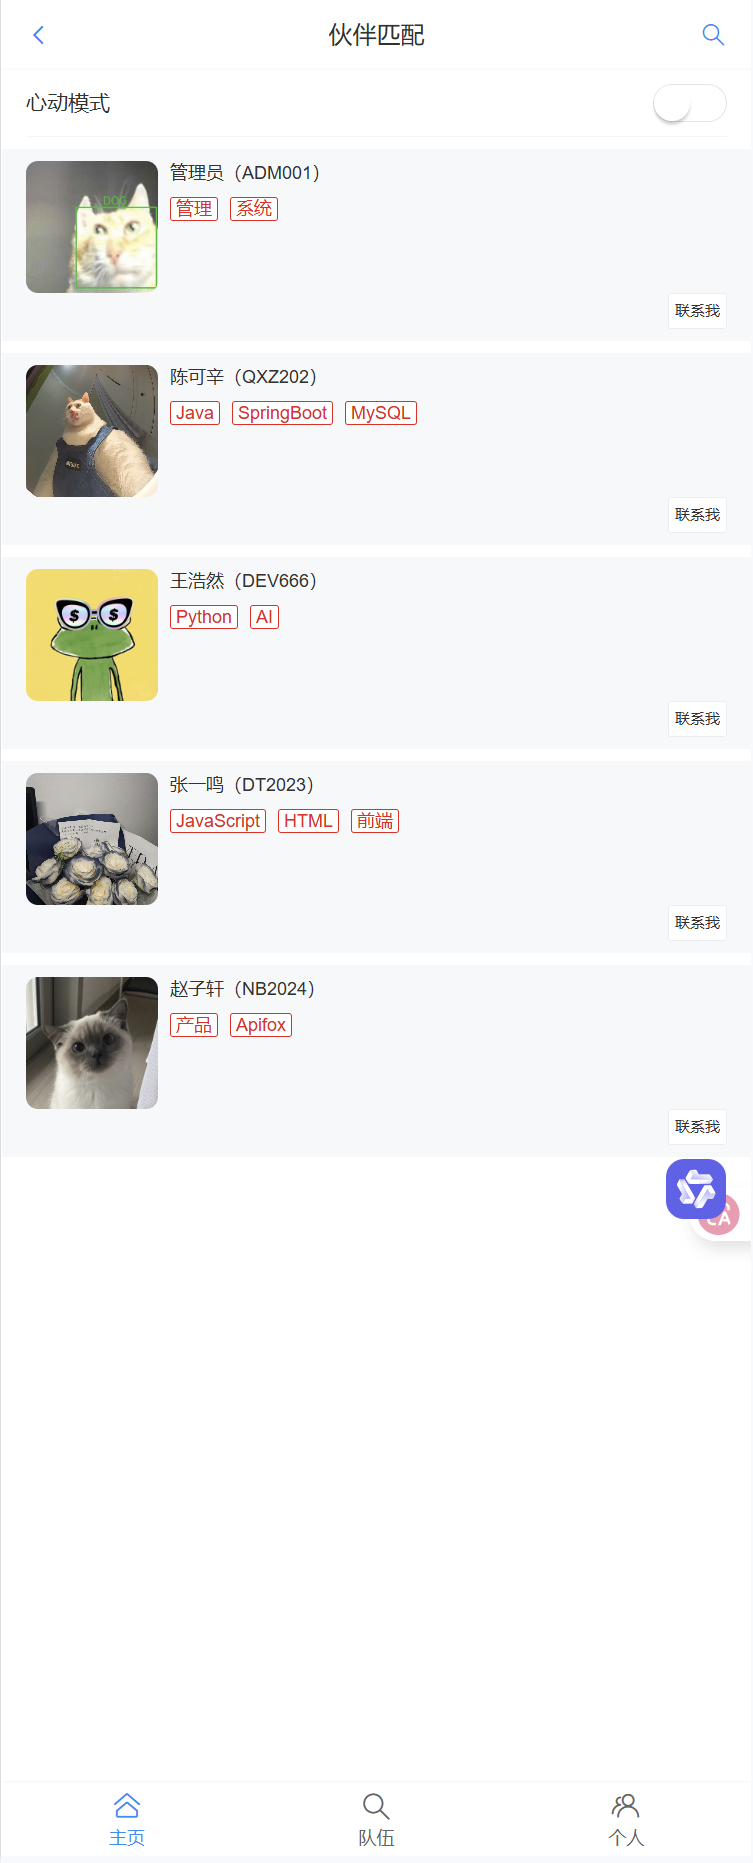 伙伴匹配
心动模式
管理员（ADM001）
管理 系统
DOG
联系我
陈可辛（QXZ202）
Java SpringBoot MySQL
联系我
王浩然（DEV666）
$ $
Python AI
联系我
张一鸣（DT2023）
JavaScript HTML 前端
联系我
赵子轩（NB2024）
产品 Apifox
联系我
主页 队伍 个人